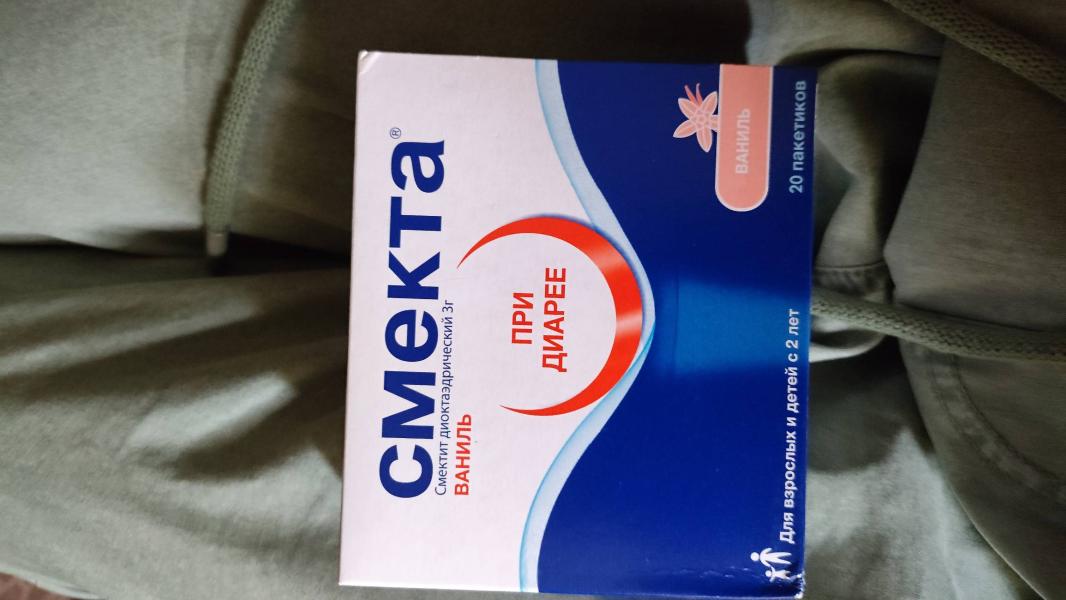 СМЕКТА®
Смектит диоктаэдрический 3г
ВАНИЛЬ
ПРИ
ДИАРЕЕ
ВАНИЛЬ
Для взрослых и детей с 2 лет
20 пакетиков